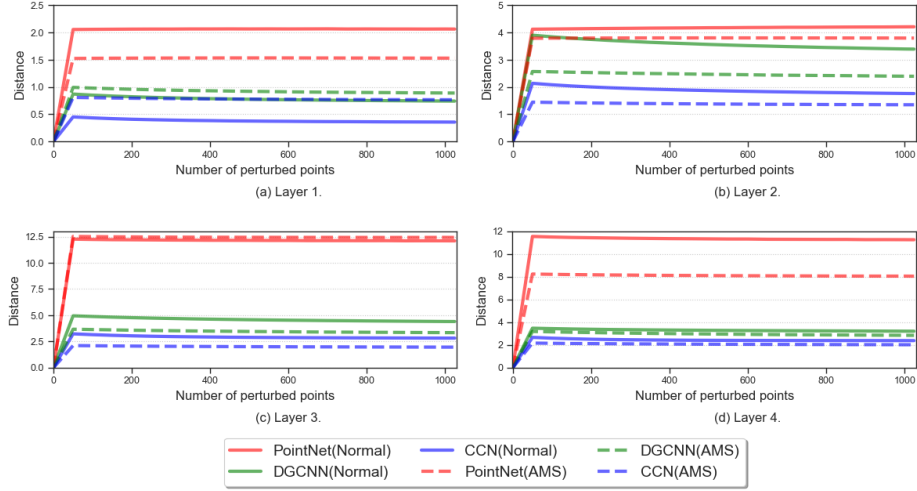 2.5
2.0
1.5
1.0
0.5
0.0
Distance
0 200 400 600 800 1000
Number of perturbed points
(a) Layer 1.
5
4
3
2
1
0
Distance
0 200 400 600 800 1000
Number of perturbed points
(b) Layer 2.
12.5
10.0
7.5
5.0
2.5
0.0
Distance
0 200 400 600 800 1000
Number of perturbed points
(c) Layer 3.
12
10
8
6
4
2
0
Distance
0 200 400 600 800 1000
Number of perturbed points
(d) Layer 4.
PointNet(Normal) CCN(Normal) DGCNN(AMS)
DGCNN(Normal) PointNet(AMS) CCN(AMS)